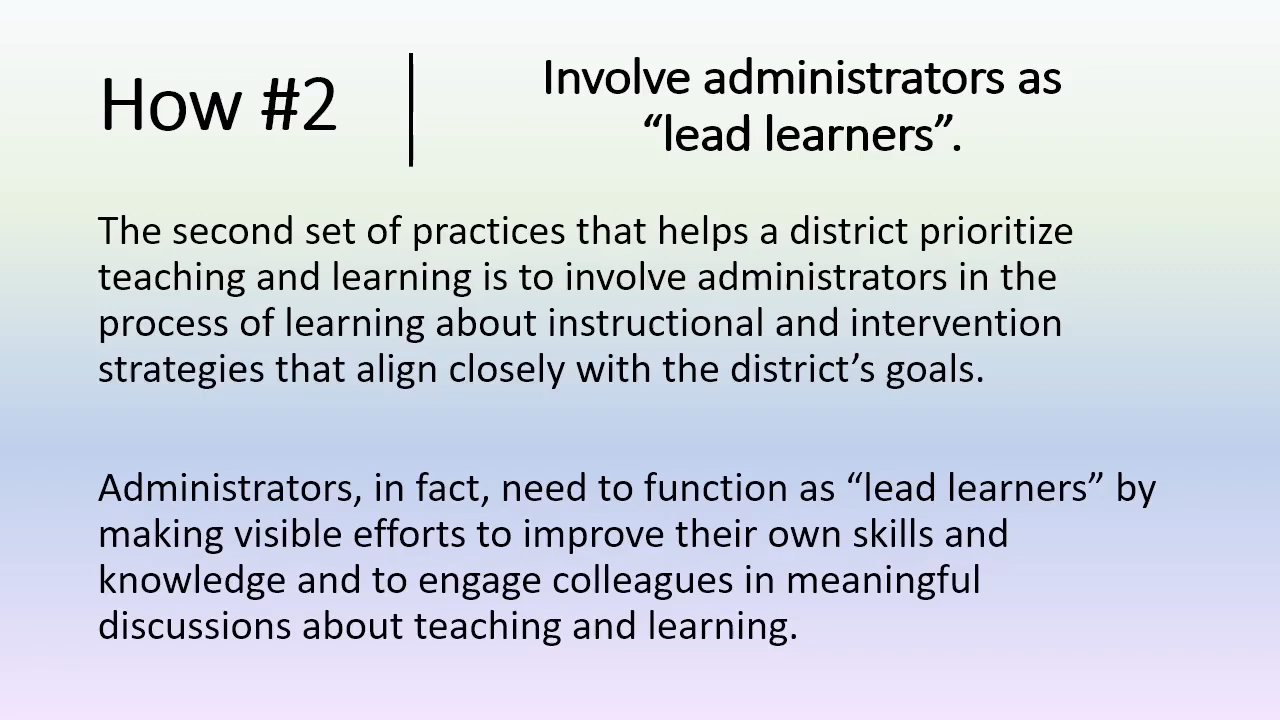 How #2
Involve administrators as
“lead learners”.
The second set of practices that helps a district prioritize
teaching and learning is to involve administrators in the
process of learning about instructional and intervention
strategies that align closely with the district’s goals.
Administrators, in fact, need to function as “lead learners” by
making visible efforts to improve their own skills and
knowledge and to engage colleagues in meaningful
discussions about teaching and learning.